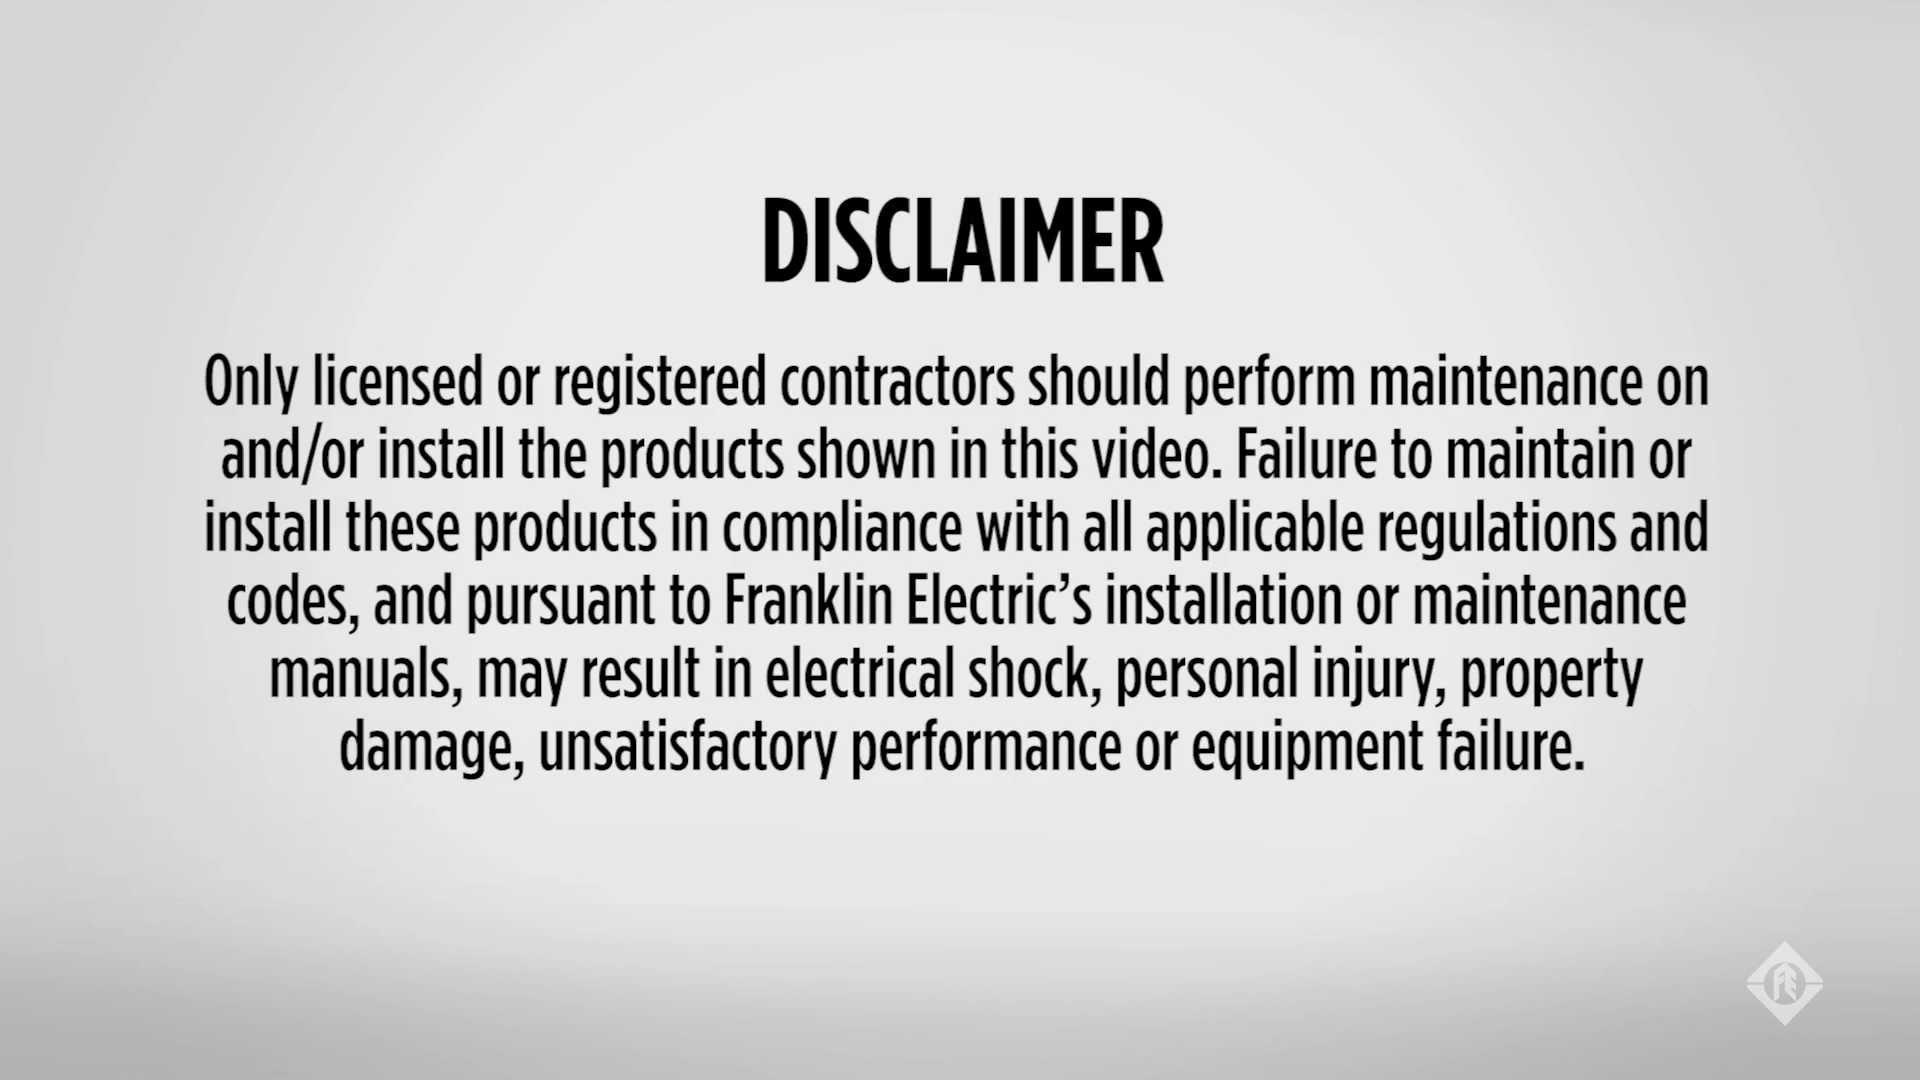 DISCLAIMER
Only licensed or registered contractors should perform maintenance on
and/or install the products shown in this video. Failure to maintain or
install these products in compliance with all applicable regulations and
codes, and pursuant to Franklin Electric’s installation or maintenance
manuals, may result in electrical shock, personal injury, property
damage, unsatisfactory performance or equipment failure.
FE